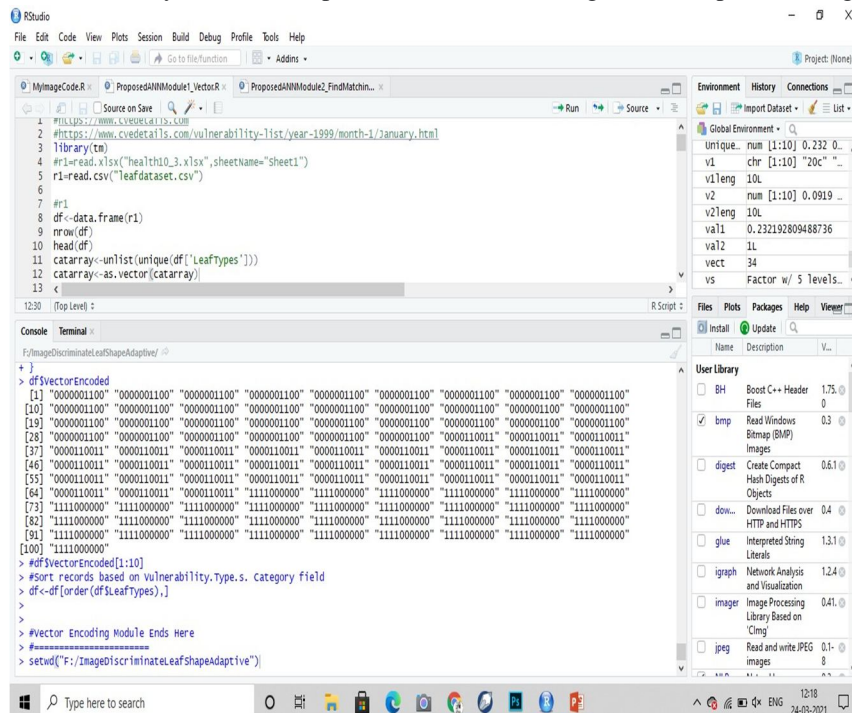 RStudio
File Edit Code View Plots Session Build Debug Profile Tools Help
Go to file/function Addins Project: (None)
MyImageCode.R ProposedANNModule1_Vector.R ProposedANNModule2_FindMatchin...
Source on Save Run Source
1 #https://www.cvedetails.com
2 #https://www.cvedetails.com/vulnerability-list/year-1999/month-1/January.html
3 library(tm)
4 #r1=read.xlsx("health10_3.xlsx",sheetName="Sheet1")
5 r1=read.csv("leafdataset.csv")
6
7 #r1
8 df<-data.frame(r1)
9 nrow(df)
10 head(df)
11 catarray<-unlist(unique(df['LeafTypes']))
12 catarray<-as.vector(catarray)
13
12:30 (Top Level) R Script
Console Terminal
F:/ImageDiscriminateLeafShapeAdaptive/
+ }
> df$VectorEncoded
[1] "0000001100" "0000001100" "0000001100" "0000001100" "0000001100" "0000001100" "0000001100" "0000001100" "0000001100"
[10] "0000001100" "0000001100" "0000001100" "0000001100" "0000001100" "0000001100" "0000001100" "0000001100" "0000001100"
[19] "0000001100" "0000001100" "0000001100" "0000001100" "0000001100" "0000001100" "0000001100" "0000001100" "0000001100"
[28] "0000001100" "0000001100" "0000001100" "0000001100" "0000001100" "0000001100" "0000110011" "0000110011" "0000110011"
[37] "0000110011" "0000110011" "0000110011" "0000110011" "0000110011" "0000110011" "0000110011" "0000110011" "0000110011"
[46] "0000110011" "0000110011" "0000110011" "0000110011" "0000110011" "0000110011" "0000110011" "0000110011" "0000110011"
[55] "0000110011" "0000110011" "0000110011" "0000110011" "0000110011" "0000110011" "0000110011" "0000110011" "0000110011"
[64] "0000110011" "0000110011" "0000110011" "1111000000" "1111000000" "1111000000" "1111000000" "1111000000" "1111000000"
[73] "1111000000" "1111000000" "1111000000" "1111000000" "1111000000" "1111000000" "1111000000" "1111000000" "1111000000"
[82] "1111000000" "1111000000" "1111000000" "1111000000" "1111000000" "1111000000" "1111000000" "1111000000" "1111000000"
[91] "1111000000" "1111000000" "1111000000" "1111000000" "1111000000" "1111000000" "1111000000" "1111000000" "1111000000"
[100] "1111000000"
> #df$VectorEncoded[1:10]
> #Sort records based on Vulnerability.Type.s. Category field
> df<-df[order(df$LeafTypes),]
>
>
> #Vector Encoding Module Ends Here
> #=======================
> setwd("F:/ImageDiscriminateLeafShapeAdaptive")
Environment History Connections
Import Dataset List
Global Environment
Unique… num [1:10] 0.232 0…
v1 chr [1:10] "20c" "…
v1leng 10L
v2 num [1:10] 0.0919 …
v2leng 10L
val1 0.232192809488736
val2 1L
vect 34
vs Factor w/ 5 levels…
Files Plots Packages Help Viewer
Install Update
Name Description V...
User Library
BH Boost C++ Header Files 1.75.0
bmp Read Windows Bitmap (BMP) Images 0.3
digest Create Compact Hash Digests of R Objects 0.6.1
dow... Download Files over HTTP and HTTPS 0.4
glue Interpreted String Literals 1.3.1
igraph Network Analysis and Visualization 1.2.4
imager Image Processing Library Based on 'CImg' 0.41.
jpeg Read and write JPEG images 0.1-8
Type here to search
ENG 12:18
24-03-2021